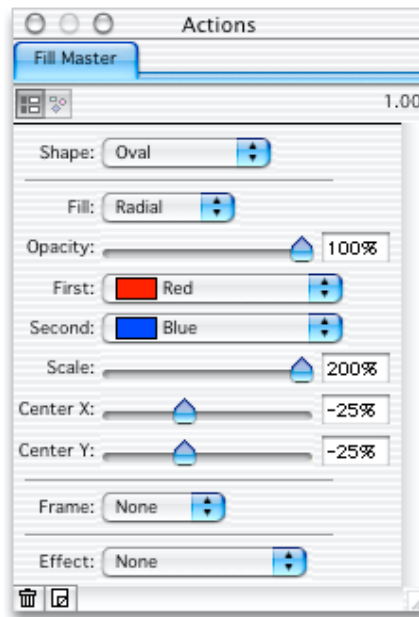 Actions
Fill Master
1.00
Shape: Oval
Fill: Radial
Opacity: 100%
First: Red
Second: Blue
Scale: 200%
Center X: -25%
Center Y: -25%
Frame: None
Effect: None